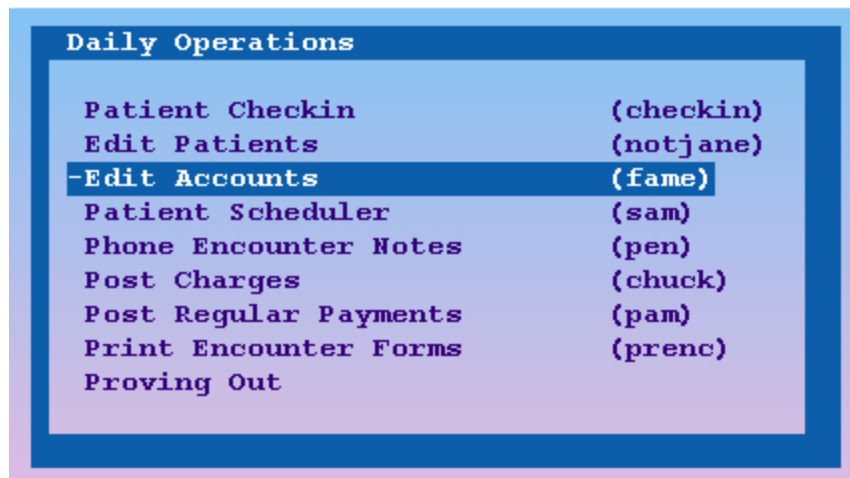 Daily Operations
Patient Checkin (checkin)
Edit Patients (notjane)
-Edit Accounts (fame)
Patient Scheduler (sam)
Phone Encounter Notes (pen)
Post Charges (chuck)
Post Regular Payments (pam)
Print Encounter Forms (prenc)
Proving Out